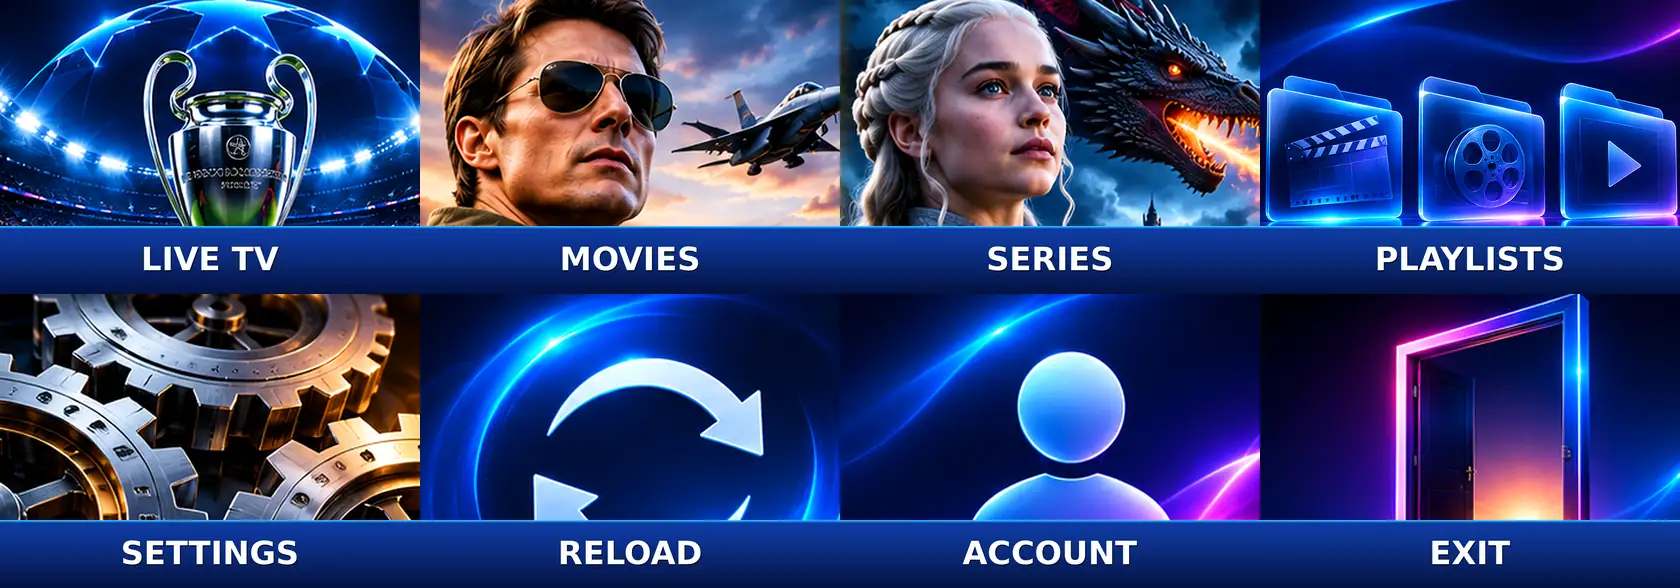 LIVE TV
MOVIES
SERIES
PLAYLISTS
SETTINGS
RELOAD
ACCOUNT
EXIT